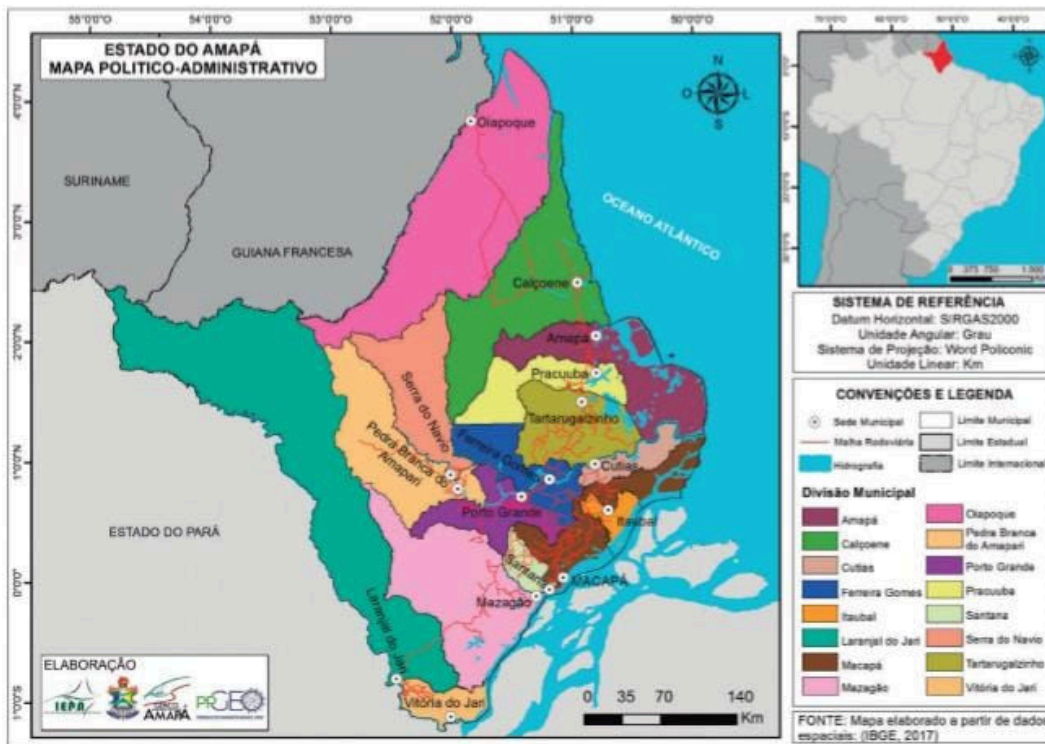 55°0'0"O
54°0'0"O
53°0'0"O
52°0'0"O
51°0'0"O
50°0'0"O
ESTADO DO AMAPÁ
MAPA POLITICO-ADMINISTRATIVO
4°0'0"N
3°0'0"N
2°0'0"N
1°0'0"N
0°0'0"
1°0'0"S
N
O
L
S
Oiapoque
SURINAME
GUIANA FRANCESA
OCEANO ATLÂNTICO
Calçoene
Amapá
Pracuuba
Serra do Navio
Tartarugalzinho
Pedra Branca do
Amapari
Ferreira Gomes
Cutias
Porto Grande
Itaubal
ESTADO DO PARÁ
Santana
MACAPÁ
Mazagão
Laranjal do Jari
Vitória do Jari
ELABORAÇÃO
IEPA
AMAPÁ
0 35 70 140
Km
0 375 750 1.500
SISTEMA DE REFERÊNCIA
Datum Horizontal: SIRGAS2000
Unidade Angular: Grau
Sistema de Projeção: Word Policonic
Unidade Linear: Km
CONVENÇÕES E LEGENDA
Sede Municipal
Limite Municipal
Malha Rodoviária
Limite Estadual
Hidrografia
Limite Internacional
Divisão Municipal
Amapá
Calçoene
Cutias
Ferreira Gomes
Itaubal
Laranjal do Jari
Macapá
Mazagão
Oiapoque
Pedra Branca
do Amapari
Porto Grande
Pracuuba
Santana
Serra do Navio
Tartarugalzinho
Vitória do Jari
FONTE: Mapa elaborado a partir de dados
espaciais: (IBGE, 2017)